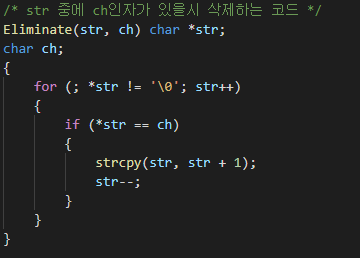 /* str 중에 ch인자가 있을시 삭제하는 코드 */
Eliminate(str, ch) char *str;
char ch;
{
    for (; *str != '\0'; str++)
    {
        if (*str == ch)
        {
            strcpy(str, str + 1);
            str--;
        }
    }
}